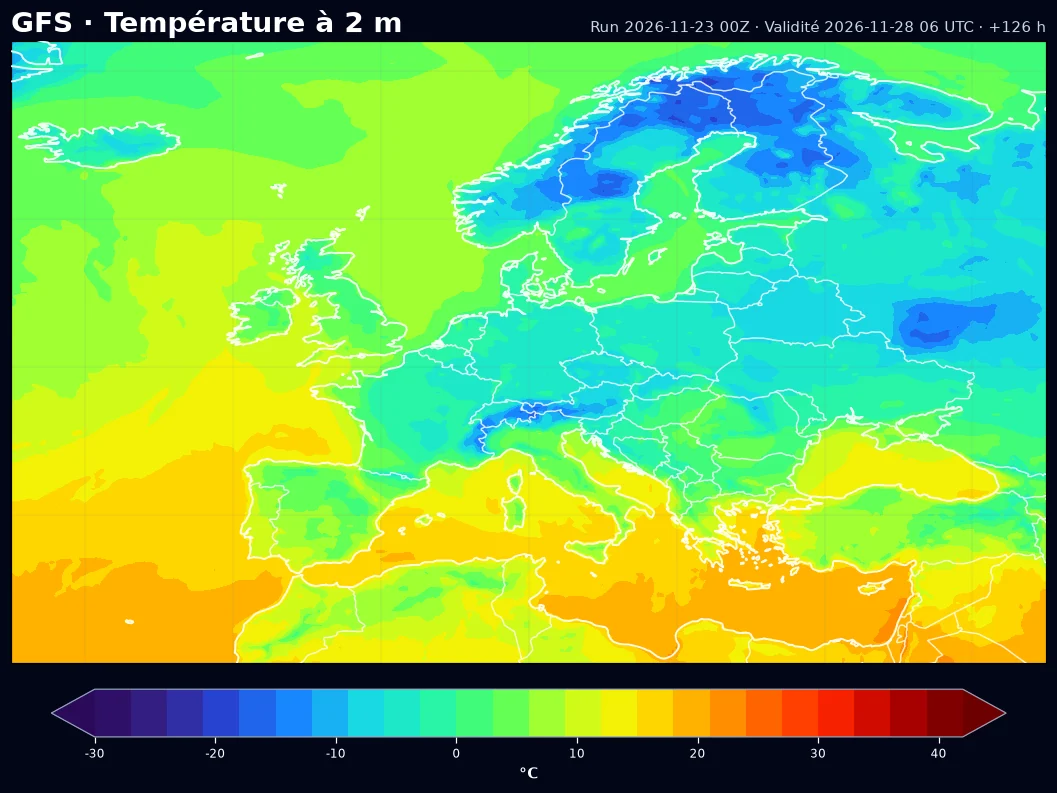 GFS · Température à 2 m
Run 2026-11-23 00Z · Validité 2026-11-28 06 UTC · +126 h
-30 -20 -10 0 10 20 30 40
°C